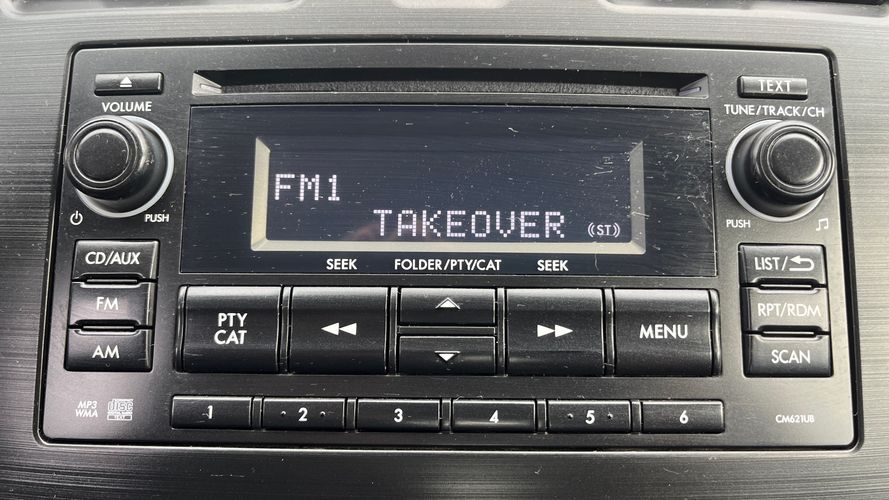 VOLUME
TEXT
TUNE/TRACK/CH
FM1
TAKEOVER ((ST))
PUSH
PUSH
SEEK FOLDER/PTY/CAT SEEK
CD/AUX
FM
AM
PTY
CAT
MENU
LIST/
RPT/RDM
SCAN
MP3
WMA
disc
1 2 3 4 5 6
CM621UB